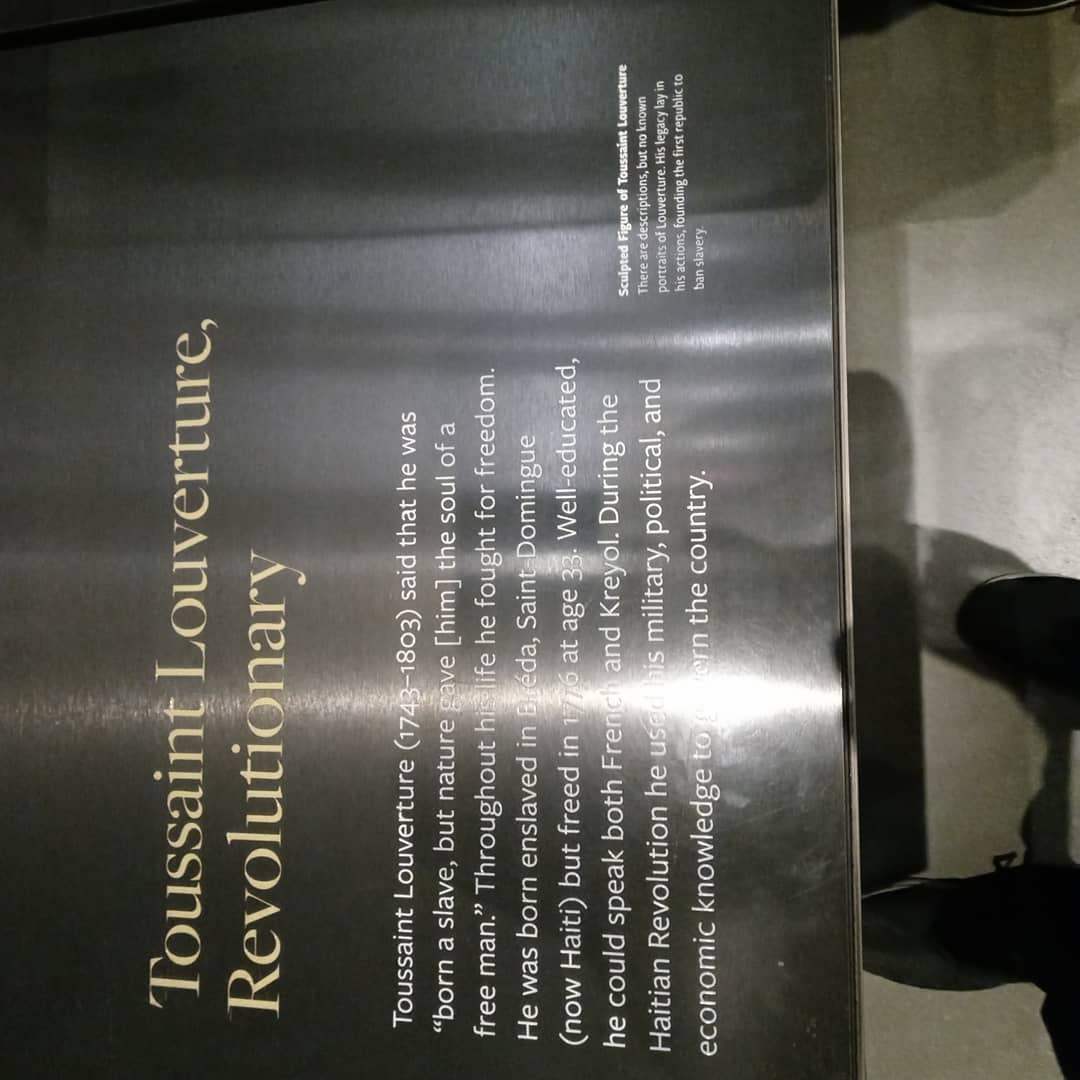 Toussaint Louverture,
Revolutionary
Toussaint Louverture (1743–1803) said that he was
“born a slave, but nature gave [him] the soul of a
free man.” Throughout his life he fought for freedom.
He was born enslaved in Bréda, Saint-Domingue
(now Haiti) but freed in 1776 at age 33. Well-educated,
he could speak both French and Kreyol. During the
Haitian Revolution he used his military, political, and
economic knowledge to govern the country.
Sculpted Figure of Toussaint Louverture
There are descriptions, but no known
portraits of Louverture. His legacy lay in
his actions, founding the first republic to
ban slavery.